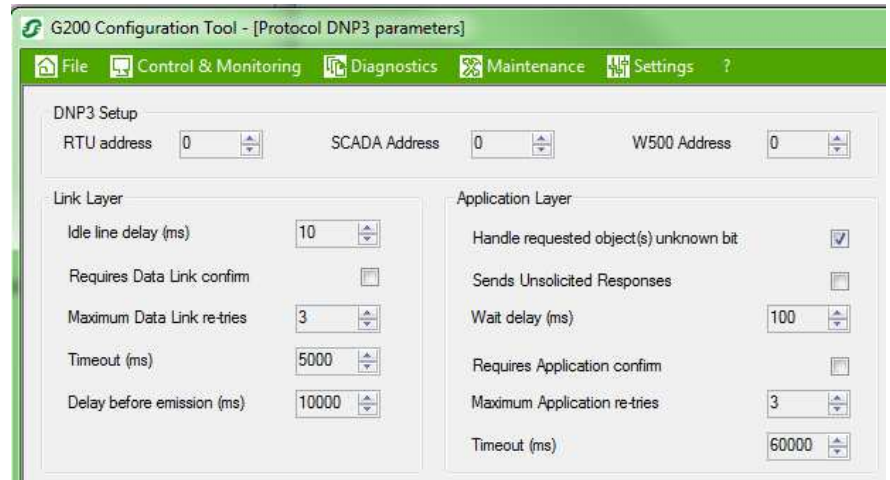 G200 Configuration Tool - [Protocol DNP3 parameters]
File Control & Monitoring Diagnostics Maintenance Settings ?
DNP3 Setup
RTU address 0 SCADA Address 0 W500 Address 0
Link Layer
Idle line delay (ms) 10
Requires Data Link confirm
Maximum Data Link re-tries 3
Timeout (ms) 5000
Delay before emission (ms) 10000
Application Layer
Handle requested object(s) unknown bit
Sends Unsolicited Responses
Wait delay (ms) 100
Requires Application confirm
Maximum Application re-tries 3
Timeout (ms) 60000